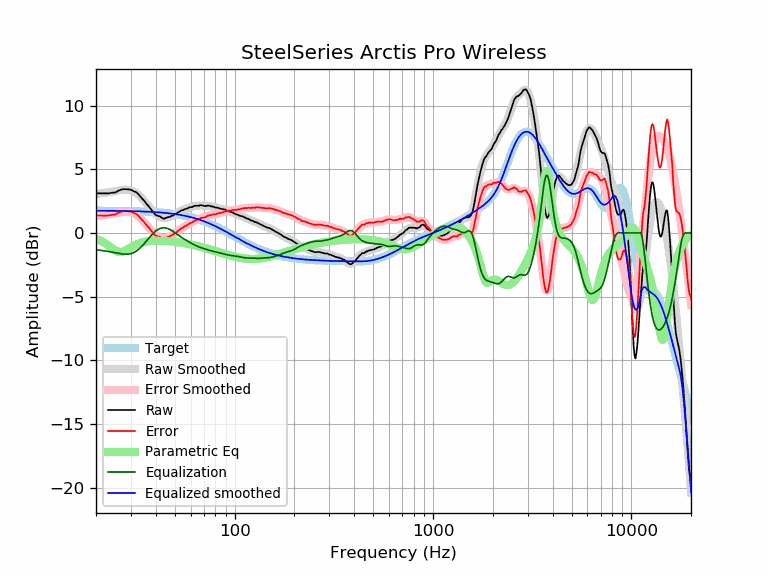 SteelSeries Arctis Pro Wireless
Amplitude (dBr)
10
5
0
−5
−10
−15
−20
Target
Raw Smoothed
Error Smoothed
Raw
Error
Parametric Eq
Equalization
Equalized smoothed
100 1000 10000
Frequency (Hz)